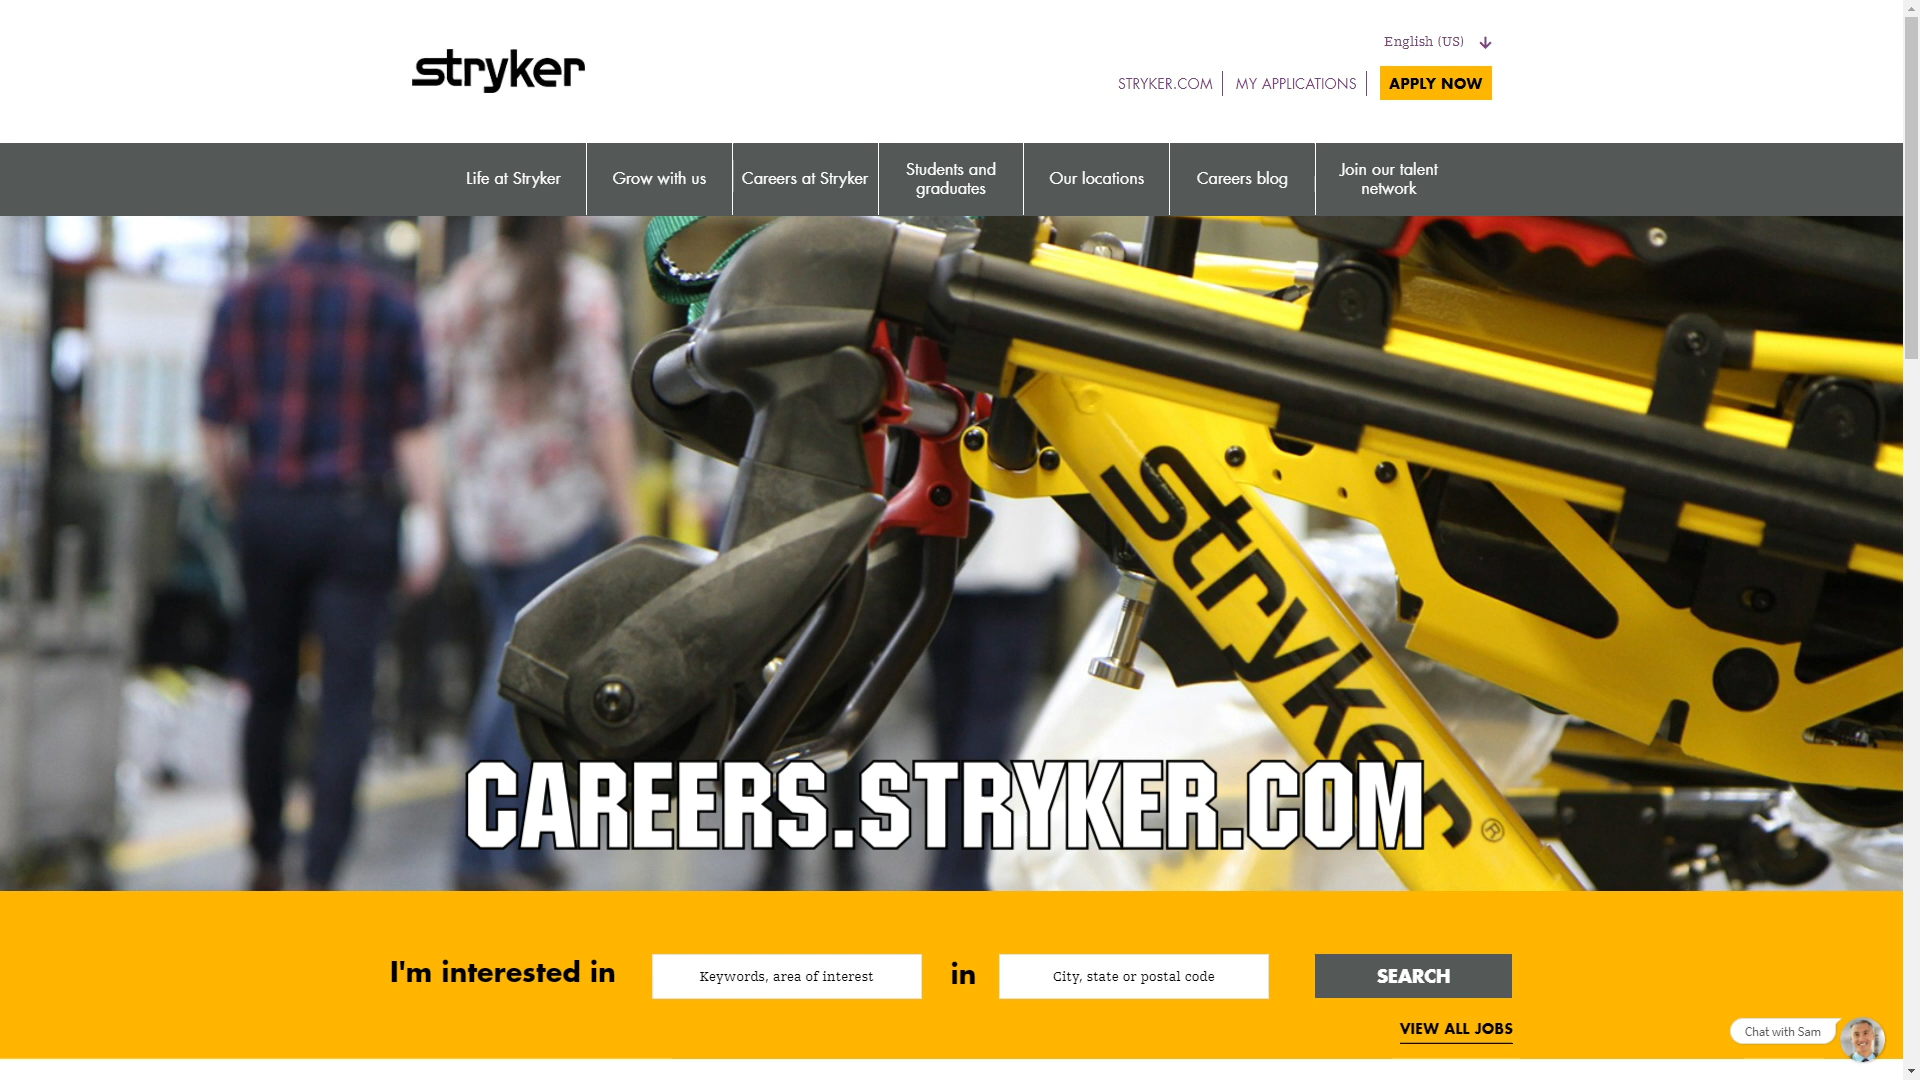 stryker
English (US)
STRYKER.COM
MY APPLICATIONS
APPLY NOW
Life at Stryker
Grow with us
Careers at Stryker
Students and
graduates
Our locations
Careers blog
Join our talent
network
stryker®
CAREERS.STRYKER.COM
I'm interested in
Keywords, area of interest
in
City, state or postal code
SEARCH
VIEW ALL JOBS
Chat with Sam